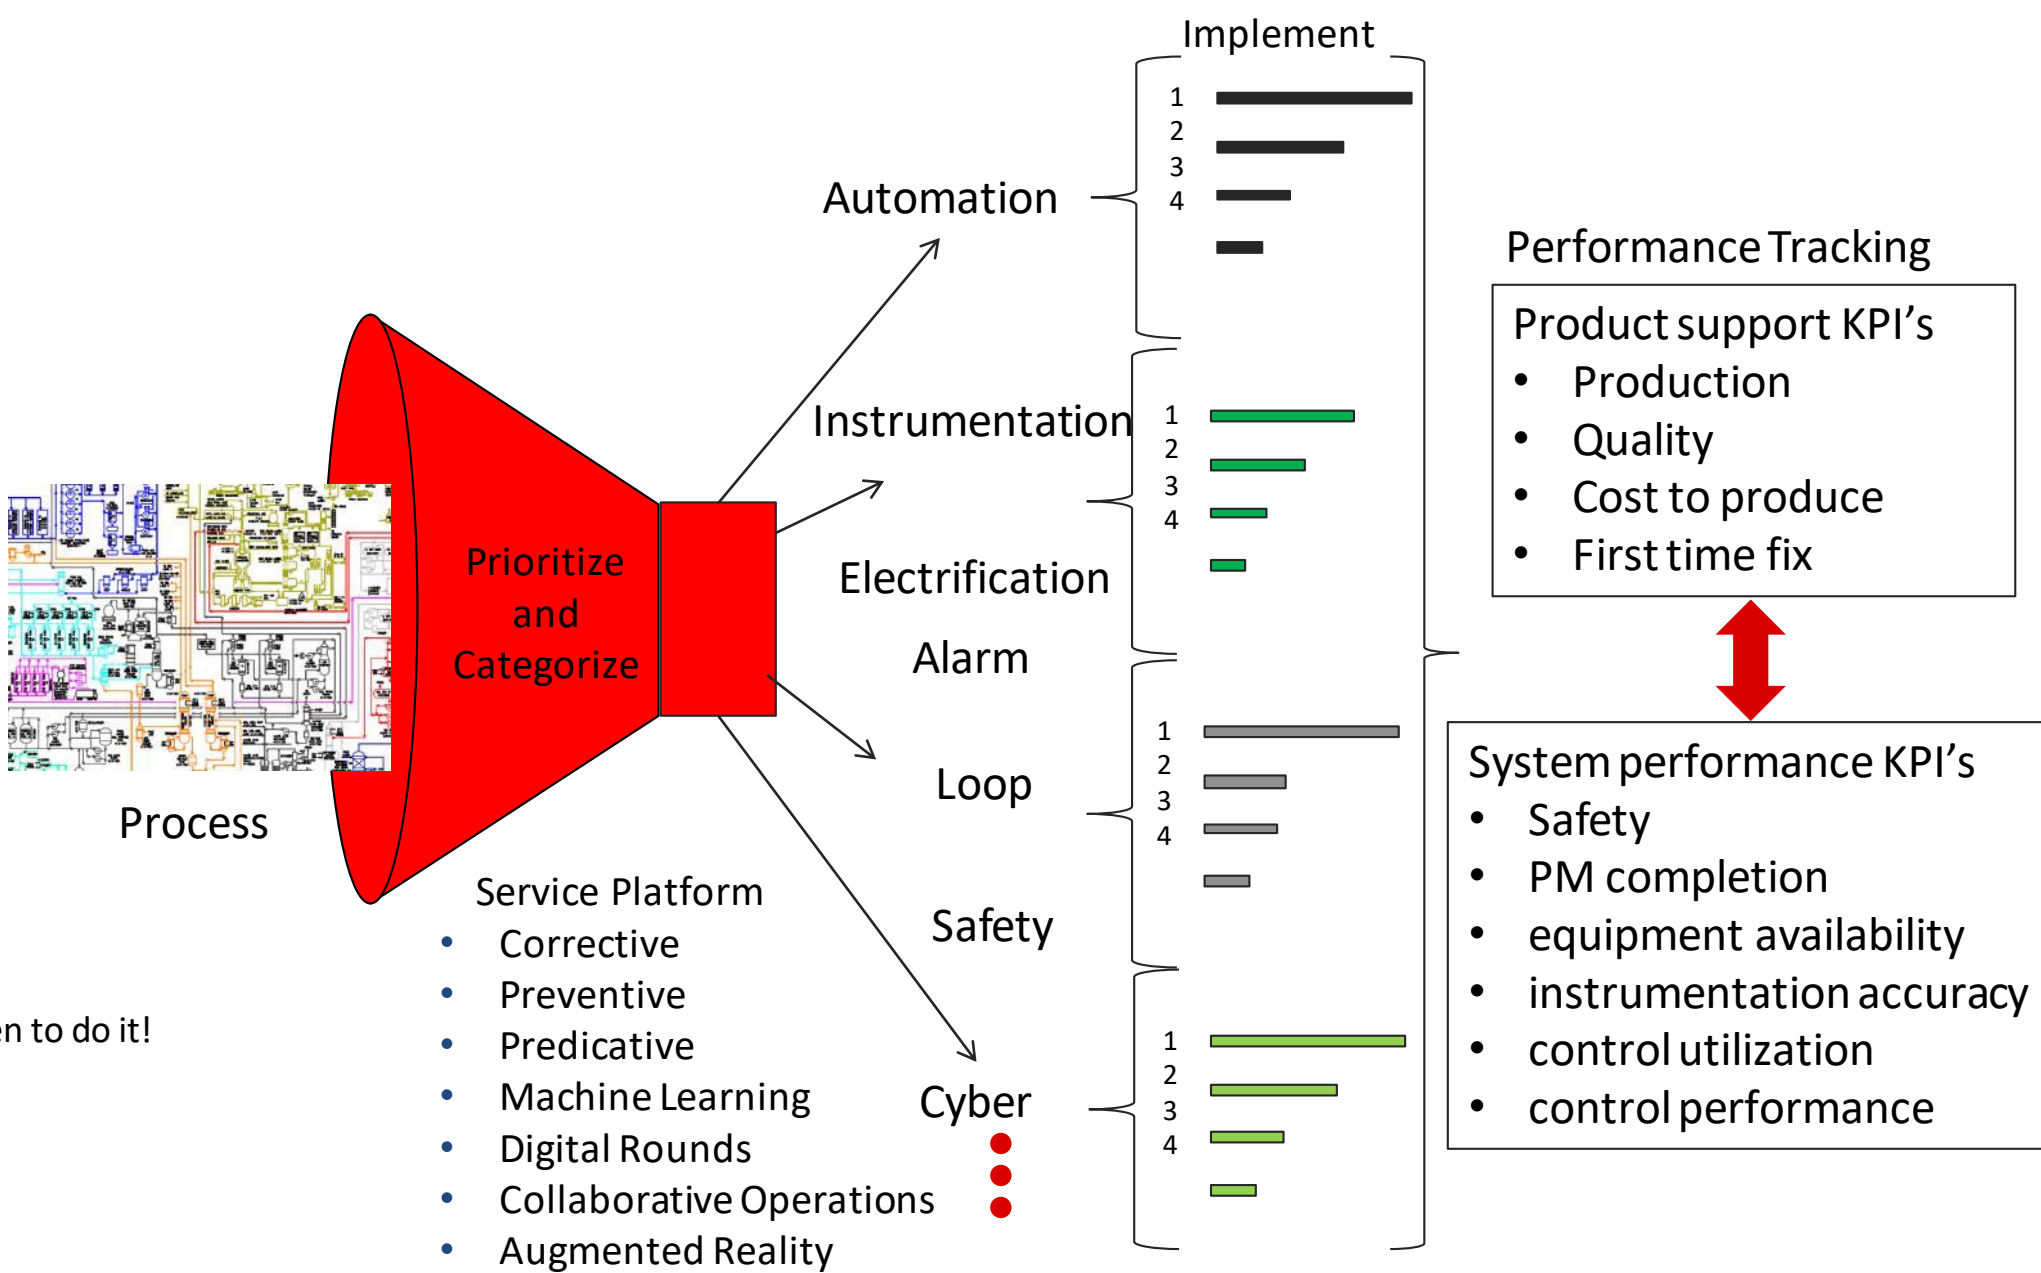 Implement
1
2
3
4
Automation
Performance Tracking
Product support KPI's
• Production
• Quality
• Cost to produce
• First time fix
Instrumentation
1
2
3
4
Prioritize
and
Categorize
Electrification
Alarm
Process
Loop
1
2
3
4
System performance KPI's
• Safety
• PM completion
• equipment availability
• instrumentation accuracy
• control utilization
• control performance
Service Platform
• Corrective
• Preventive
• Predicative
• Machine Learning
• Digital Rounds
• Collaborative Operations
• Augmented Reality
Safety
Cyber
1
2
3
4
en to do it!